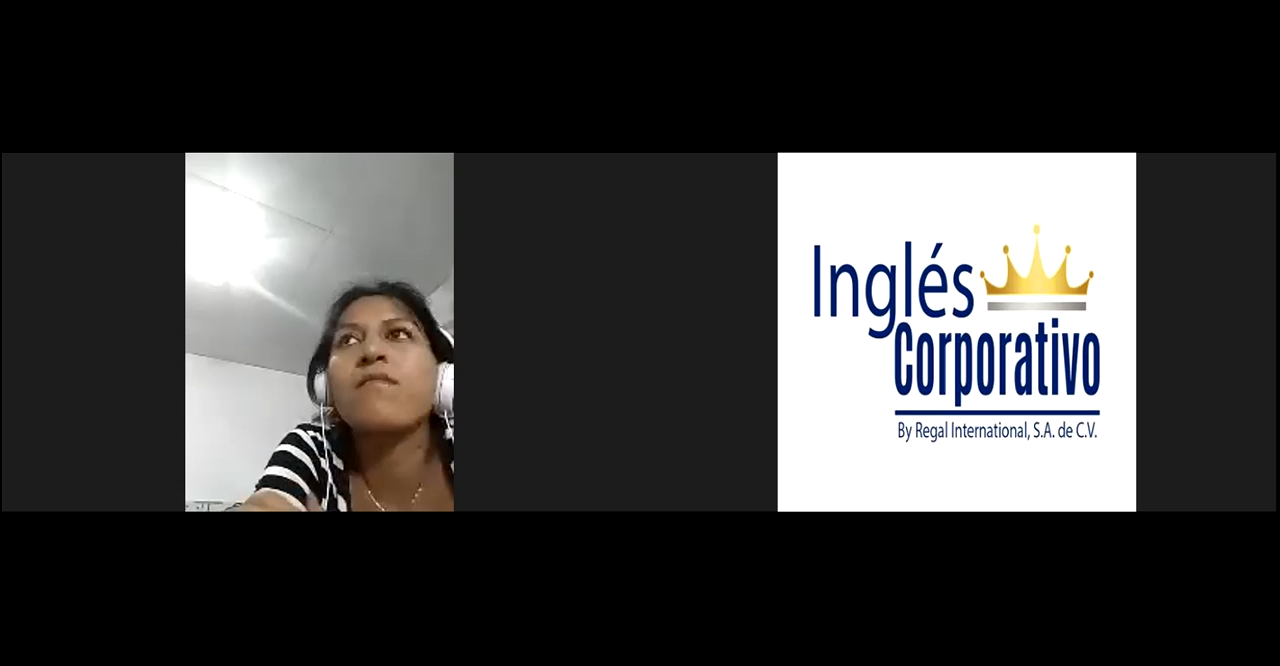 Inglés
Corporativo
By Regal International, S.A. de C.V.